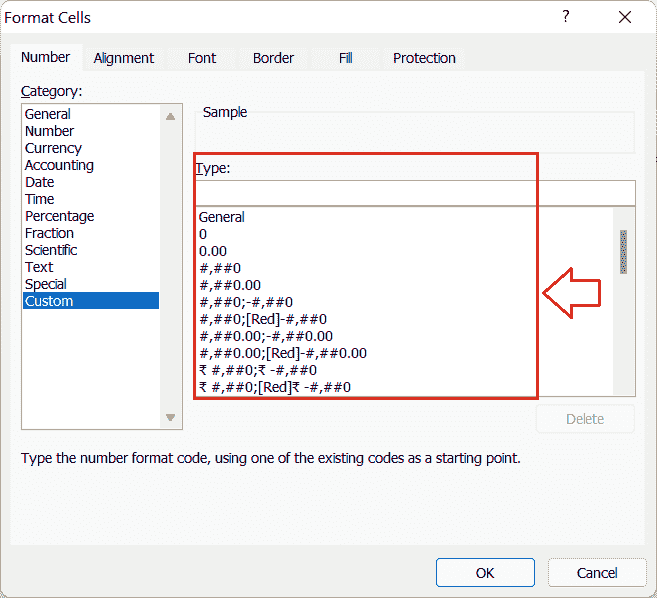 Format Cells
?
Number Alignment Font Border Fill Protection
Category:
General
Number
Currency
Accounting
Date
Time
Percentage
Fraction
Scientific
Text
Special
Custom
Sample
Type:
General
0
0.00
#,##0
#,##0.00
#,##0;-#,##0
#,##0;[Red]-#,##0
#,##0.00;-#,##0.00
#,##0.00;[Red]-#,##0.00
₹ #,##0;₹ -#,##0
₹ #,##0;[Red]₹ -#,##0
Delete
Type the number format code, using one of the existing codes as a starting point.
OK Cancel